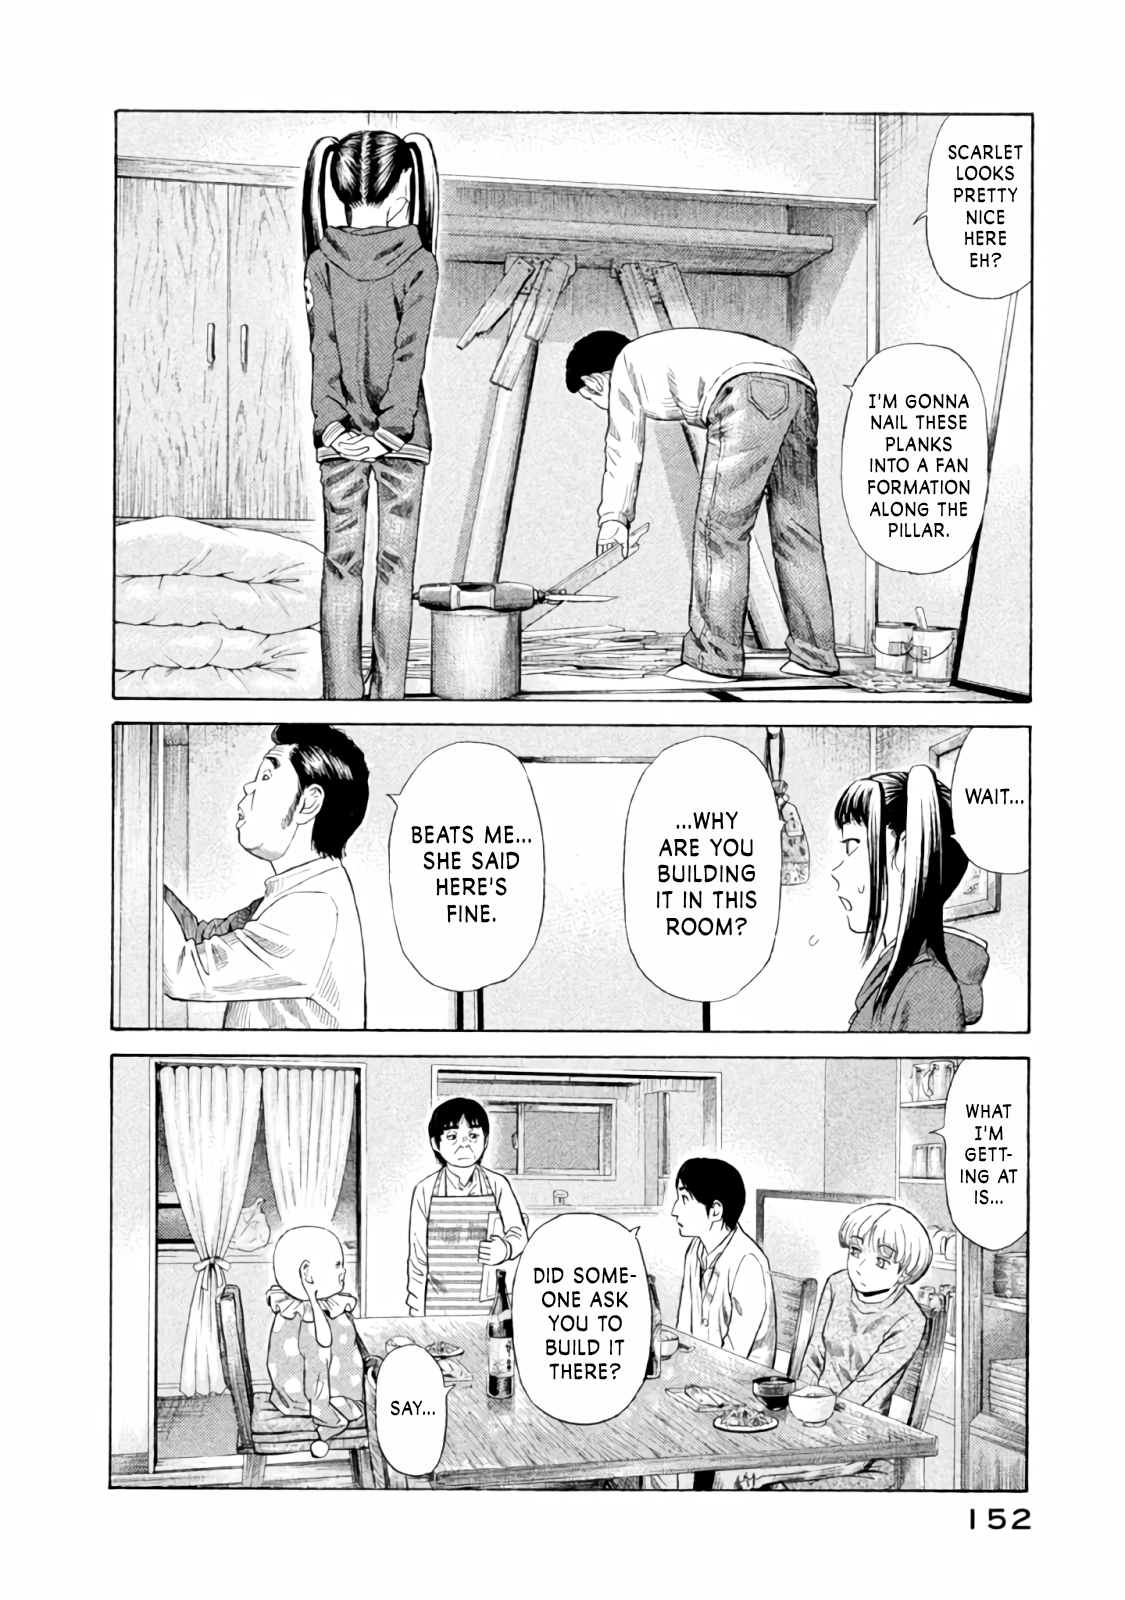 SCARLET
LOOKS
PRETTY
NICE
HERE
EH?
I'M GONNA
NAIL THESE
PLANKS
INTO A FAN
FORMATION
ALONG THE
PILLAR.
WAIT...
...WHY
ARE YOU
BUILDING
IT IN THIS
ROOM?
BEATS ME...
SHE SAID
HERE'S
FINE.
WHAT
I'M
GETT-
ING AT
IS...
DID SOME-
ONE ASK
YOU TO
BUILD IT
THERE?
SAY...
152